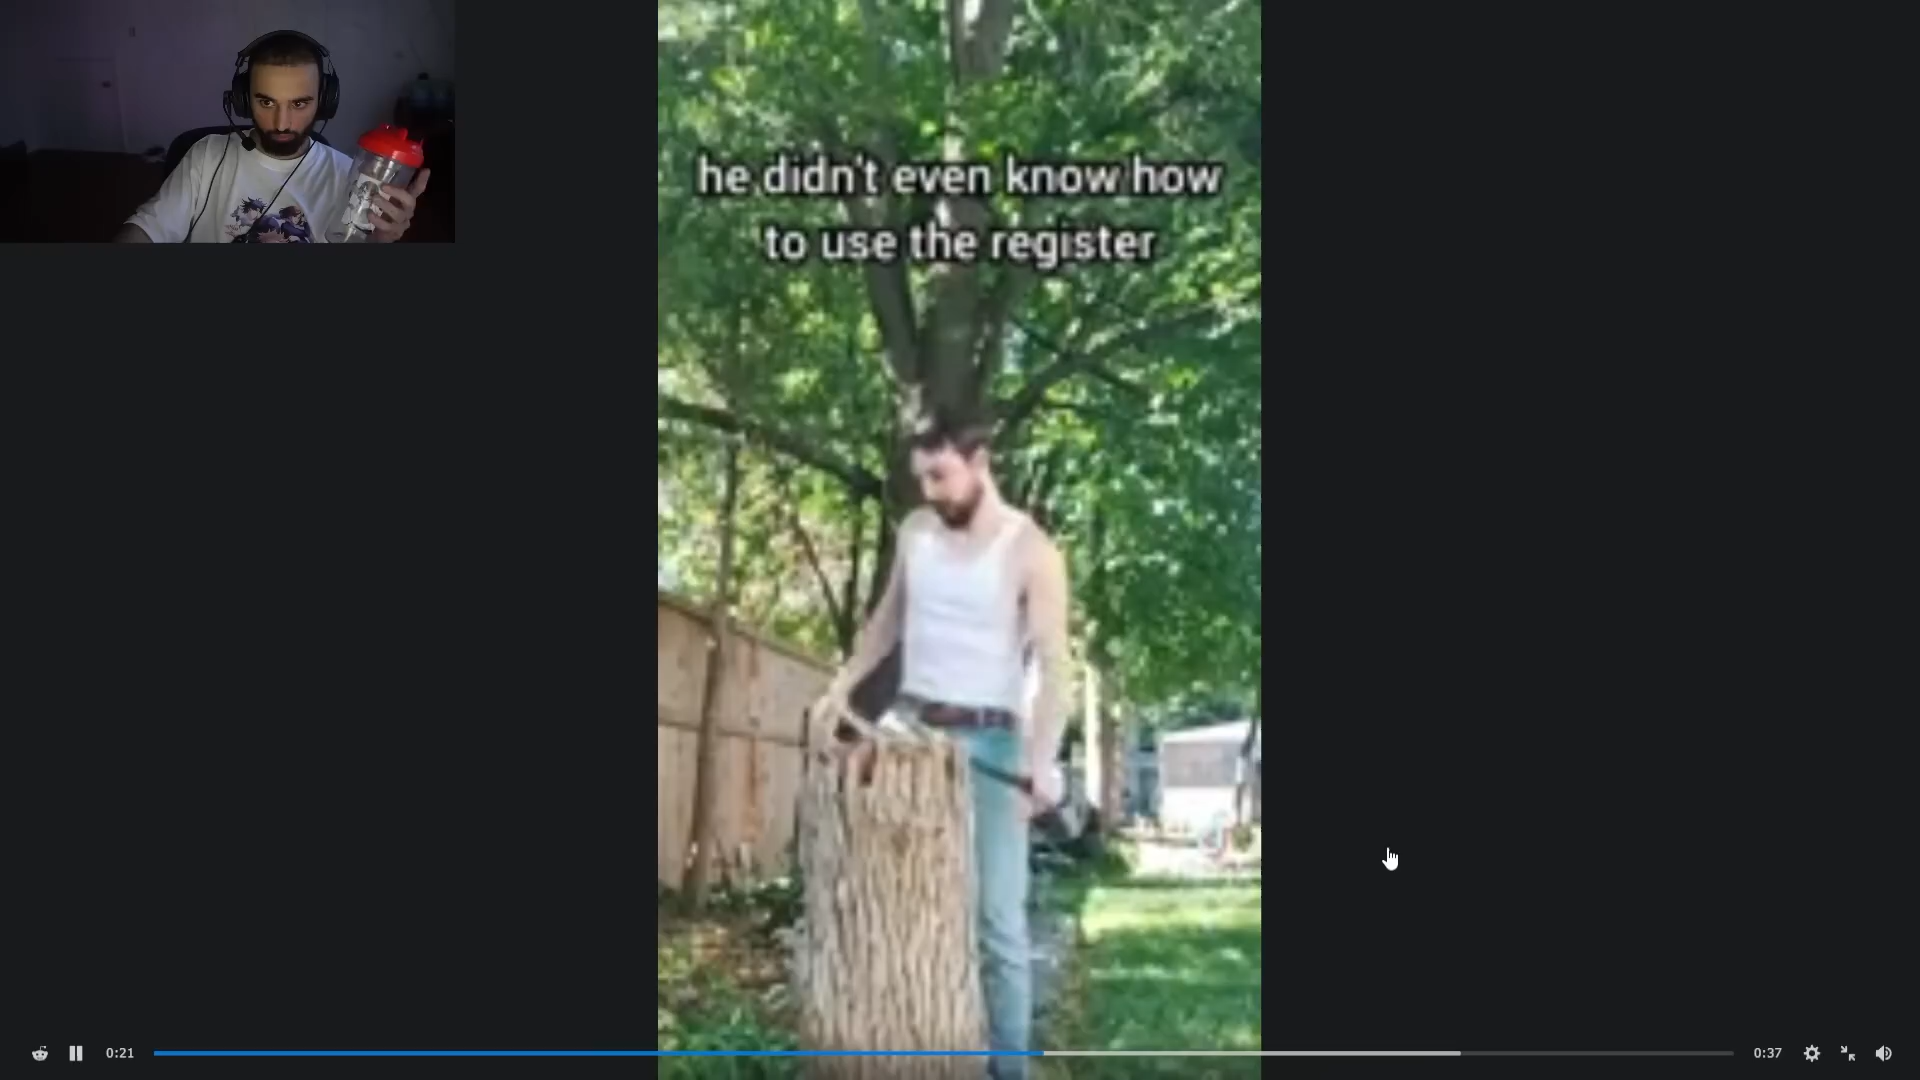 he didn't even know how
to use the register
0:21
0:37